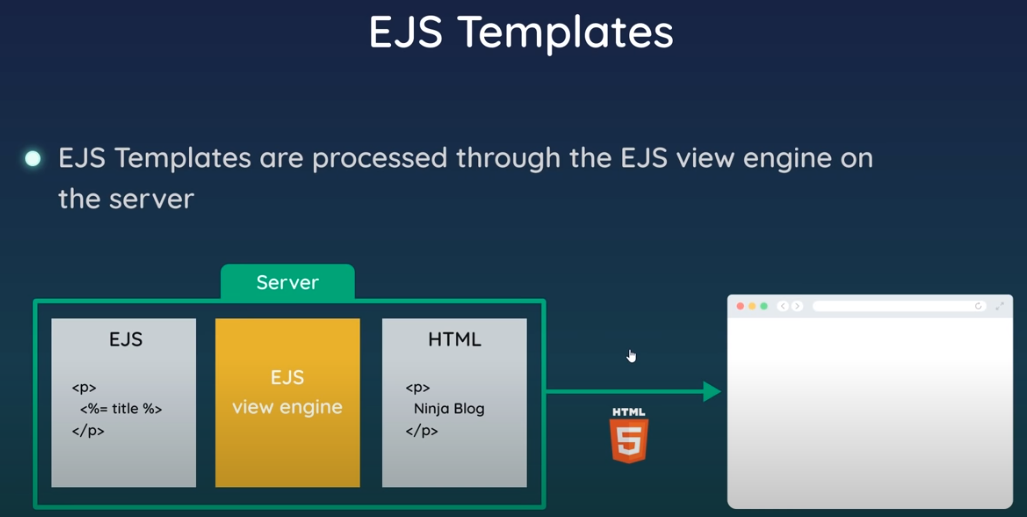 EJS Templates
EJS Templates are processed through the EJS view engine on
the server
Server
EJS
<p>
<%= title %>
</p>
EJS
view engine
HTML
<p>
Ninja Blog
</p>
HTML
5